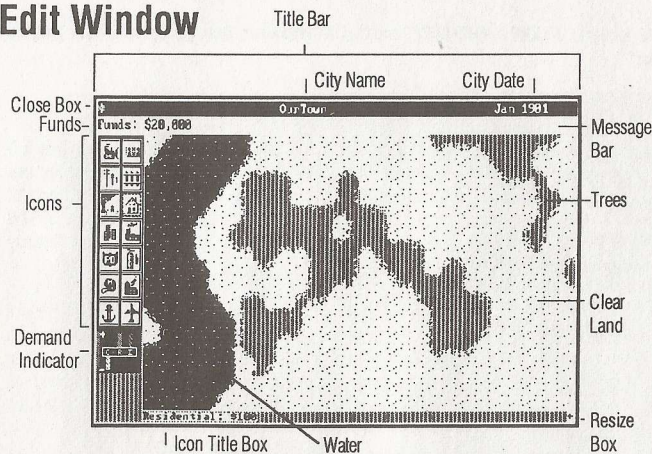 Edit Window
Title Bar
City Name
City Date
Close Box
OurTown
Jan 1901
Funds
Funds: $20,000
Message
Bar
Icons
Trees
Clear
Land
Demand
Indicator
C R I
Residential: $100
Resize
Box
Icon Title Box
Water